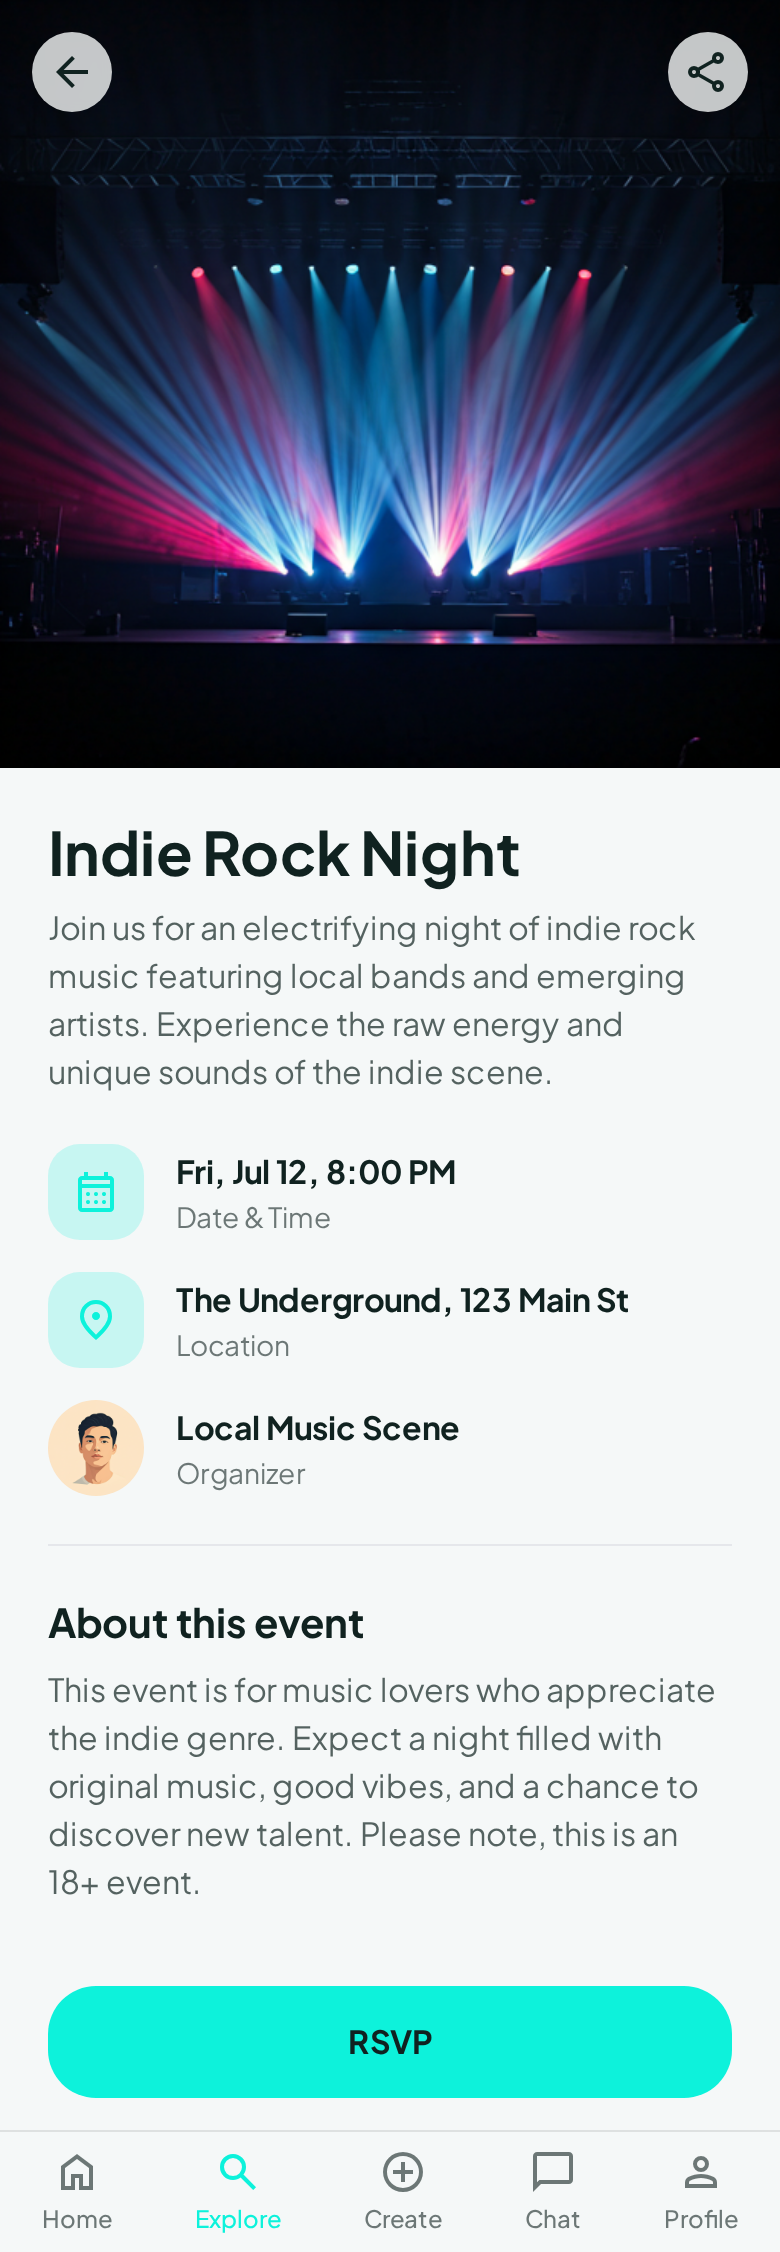 Indie Rock Night
Join us for an electrifying night of indie rock
music featuring local bands and emerging
artists. Experience the raw energy and
unique sounds of the indie scene.
Fri, Jul 12, 8:00 PM
Date & Time
The Underground, 123 Main St
Location
Local Music Scene
Organizer
About this event
This event is for music lovers who appreciate
the indie genre. Expect a night filled with
original music, good vibes, and a chance to
discover new talent. Please note, this is an
18+ event.
RSVP
Home
Explore
Create
Chat
Profile